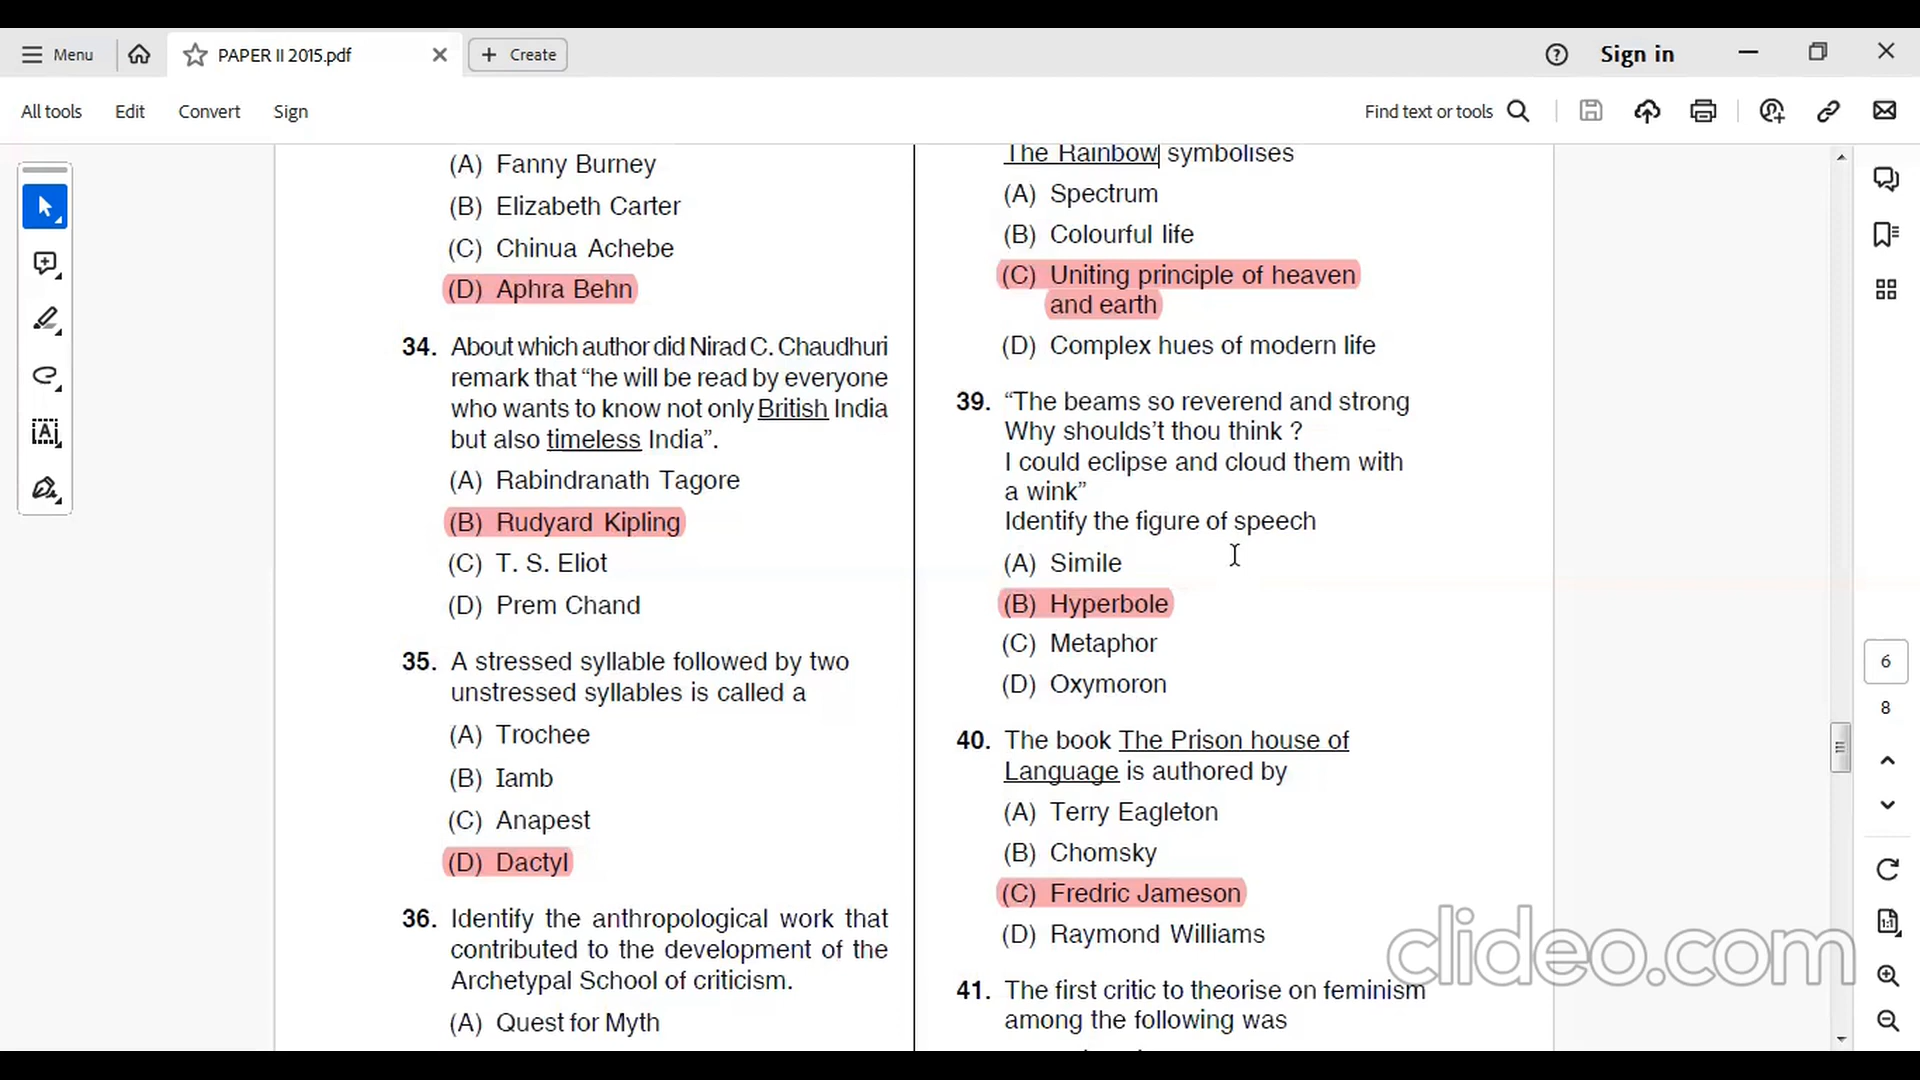 Menu
PAPER II 2015.pdf
Create
Sign in
All tools
Edit
Convert
Sign
Find text or tools
(A) Fanny Burney
(B) Elizabeth Carter
(C) Chinua Achebe
(D) Aphra Behn
34. About which author did Nirad C. Chaudhuri
remark that “he will be read by everyone
who wants to know not only British India
but also timeless India”.
(A) Rabindranath Tagore
(B) Rudyard Kipling
(C) T. S. Eliot
(D) Prem Chand
35. A stressed syllable followed by two
unstressed syllables is called a
(A) Trochee
(B) Iamb
(C) Anapest
(D) Dactyl
36. Identify the anthropological work that
contributed to the development of the
Archetypal School of criticism.
(A) Quest for Myth
The Rainbow symbolises
(A) Spectrum
(B) Colourful life
(C) Uniting principle of heaven
and earth
(D) Complex hues of modern life
39. “The beams so reverend and strong
Why shoulds’t thou think ?
I could eclipse and cloud them with
a wink”
Identify the figure of speech
(A) Simile
(B) Hyperbole
(C) Metaphor
(D) Oxymoron
40. The book The Prison house of
Language is authored by
(A) Terry Eagleton
(B) Chomsky
(C) Fredric Jameson
(D) Raymond Williams
41. The first critic to theorise on feminism
among the following was
6
8
1:1
clideo.com